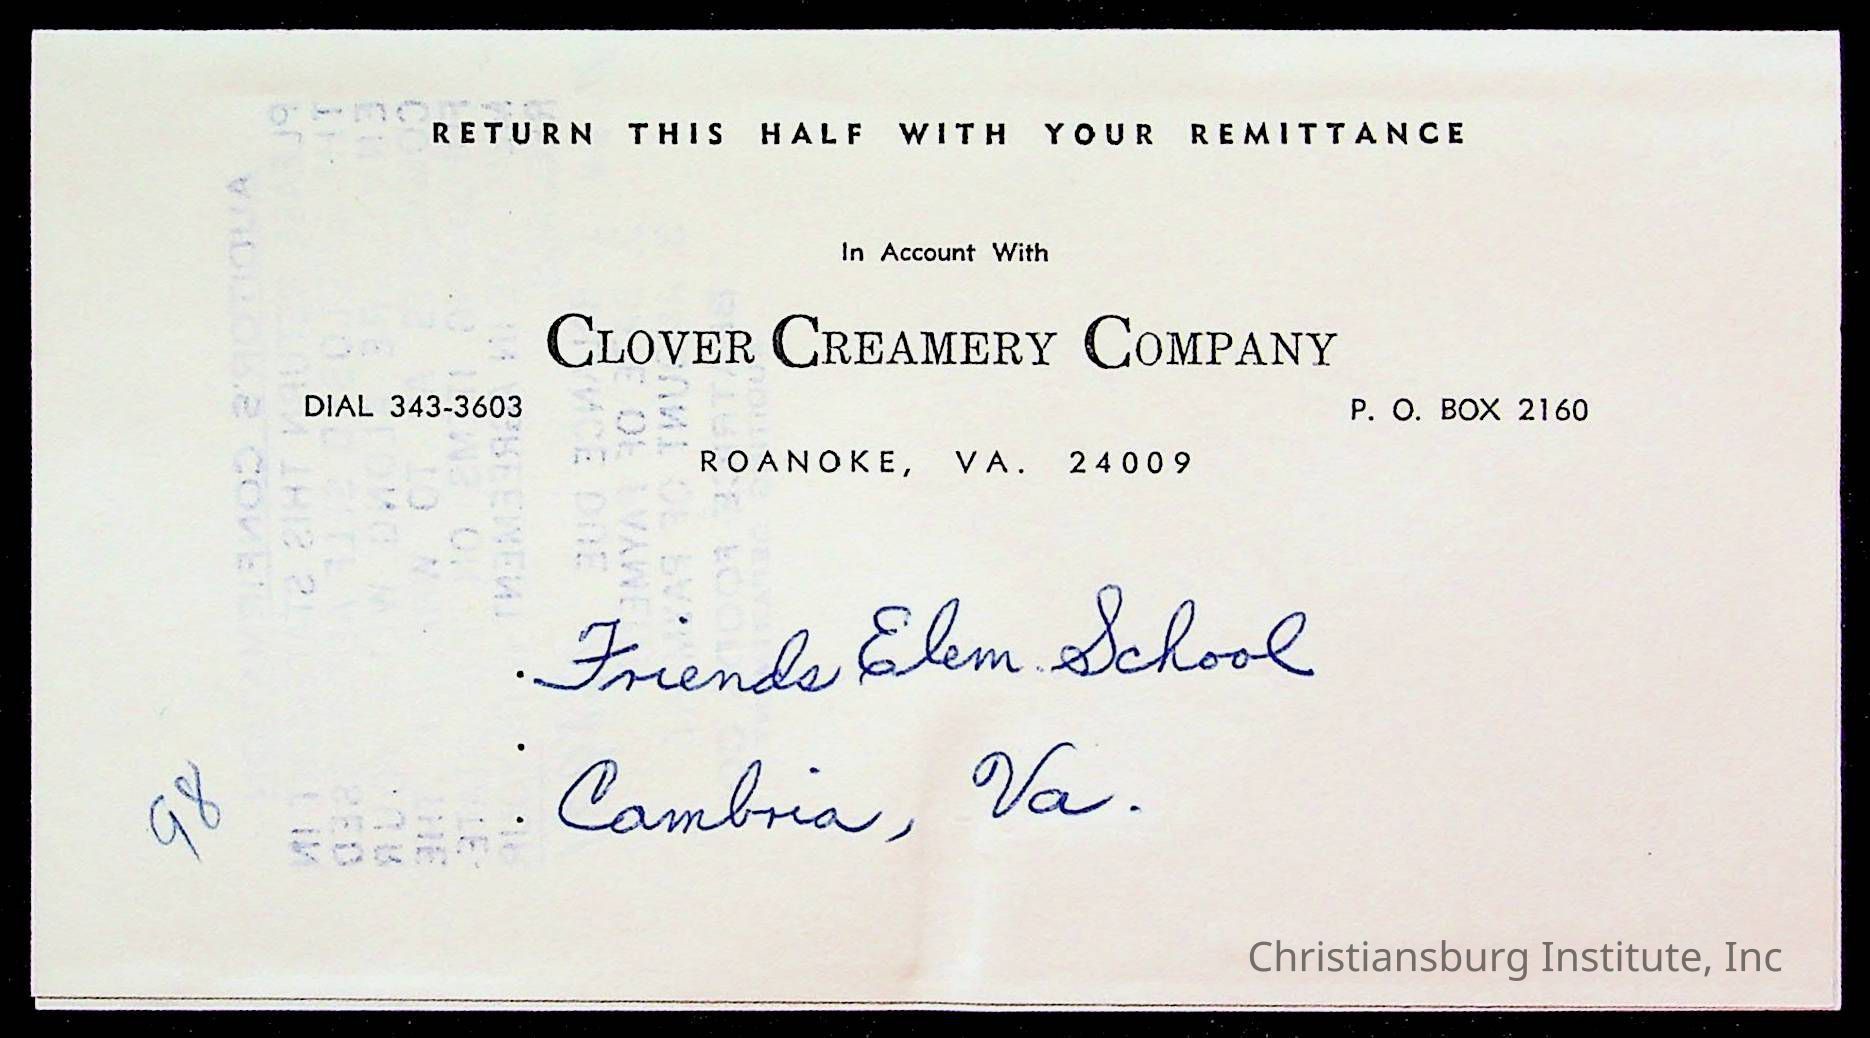 RETURN THIS HALF WITH YOUR REMITTANCE
In Account With
CLOVER CREAMERY COMPANY
DIAL 343-3603
P. O. BOX 2160
ROANOKE, VA. 24009
Friends Elem. School
Cambria, Va.
98
Christiansburg Institute, Inc